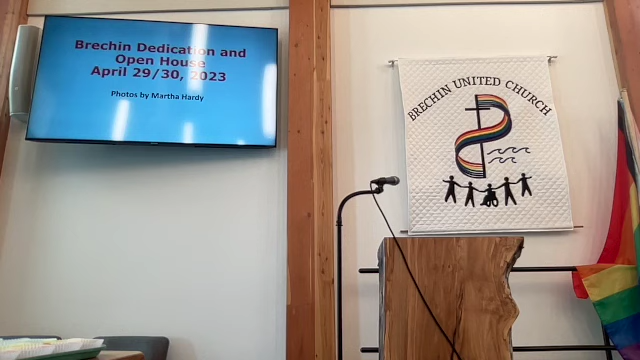 Brechin Dedication and
Open House
April 29/30, 2023
Photos by Martha Hardy
BRECHIN UNITED CHURCH